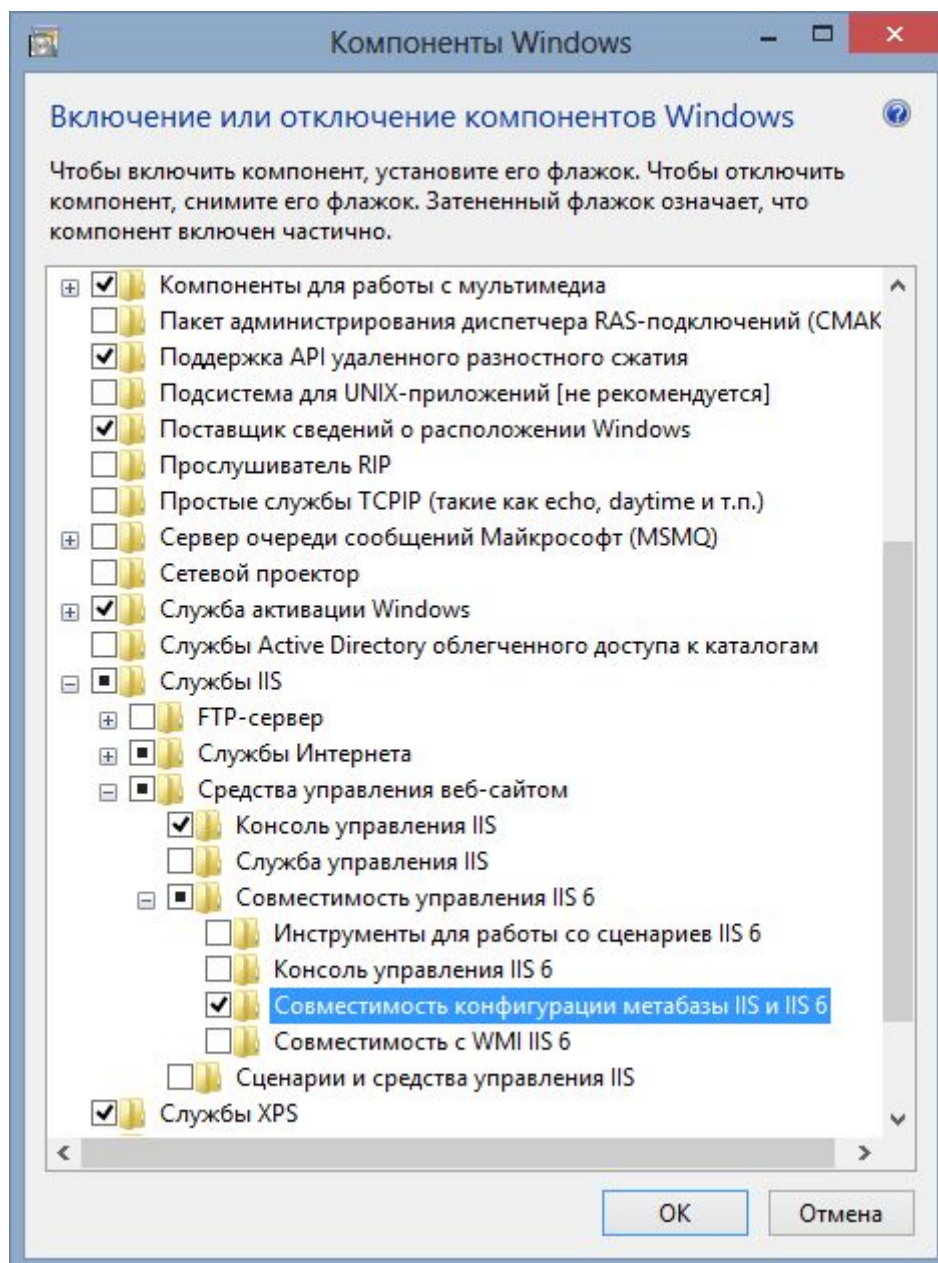 Компоненты Windows
Включение или отключение компонентов Windows
Чтобы включить компонент, установите его флажок. Чтобы отключить
компонент, снимите его флажок. Затененный флажок означает, что
компонент включен частично.
Компоненты для работы с мультимедиа
Пакет администрирования диспетчера RAS-подключений (CMAK
Поддержка API удаленного разностного сжатия
Подсистема для UNIX-приложений [не рекомендуется]
Поставщик сведений о расположении Windows
Прослушиватель RIP
Простые службы TCPIP (такие как echo, daytime и т.п.)
Сервер очереди сообщений Майкрософт (MSMQ)
Сетевой проектор
Служба активации Windows
Службы Active Directory облегченного доступа к каталогам
Службы IIS
FTP-сервер
Службы Интернета
Средства управления веб-сайтом
Консоль управления IIS
Служба управления IIS
Совместимость управления IIS 6
Инструменты для работы со сценариев IIS 6
Консоль управления IIS 6
Совместимость конфигурации метабазы IIS и IIS 6
Совместимость с WMI IIS 6
Сценарии и средства управления IIS
Службы XPS
OK Отмена